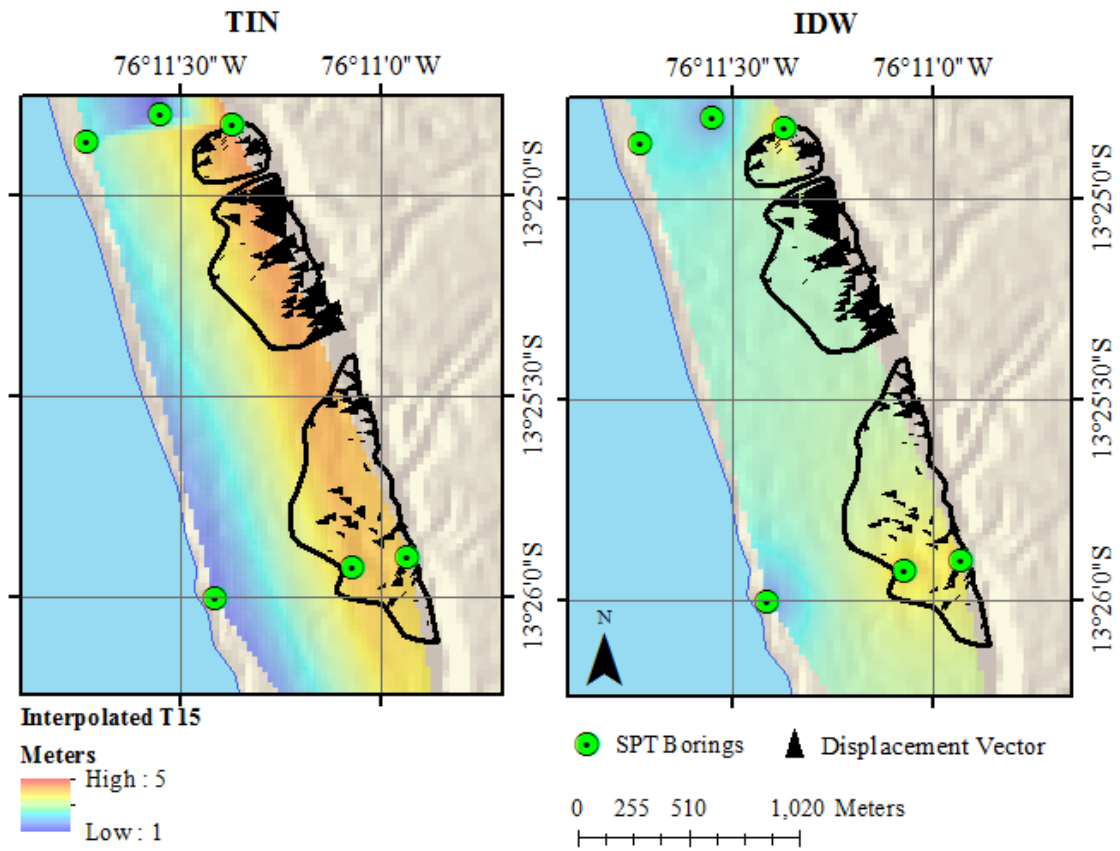 TIN
IDW
76°11'30"W
76°11'0"W
76°11'30"W
76°11'0"W
13°25'0"S
13°25'30"S
13°26'0"S
13°25'0"S
13°25'30"S
13°26'0"S
N
Interpolated T15
Meters
High : 5
Low : 1
SPT Borings
Displacement Vector
0 255 510 1,020 Meters